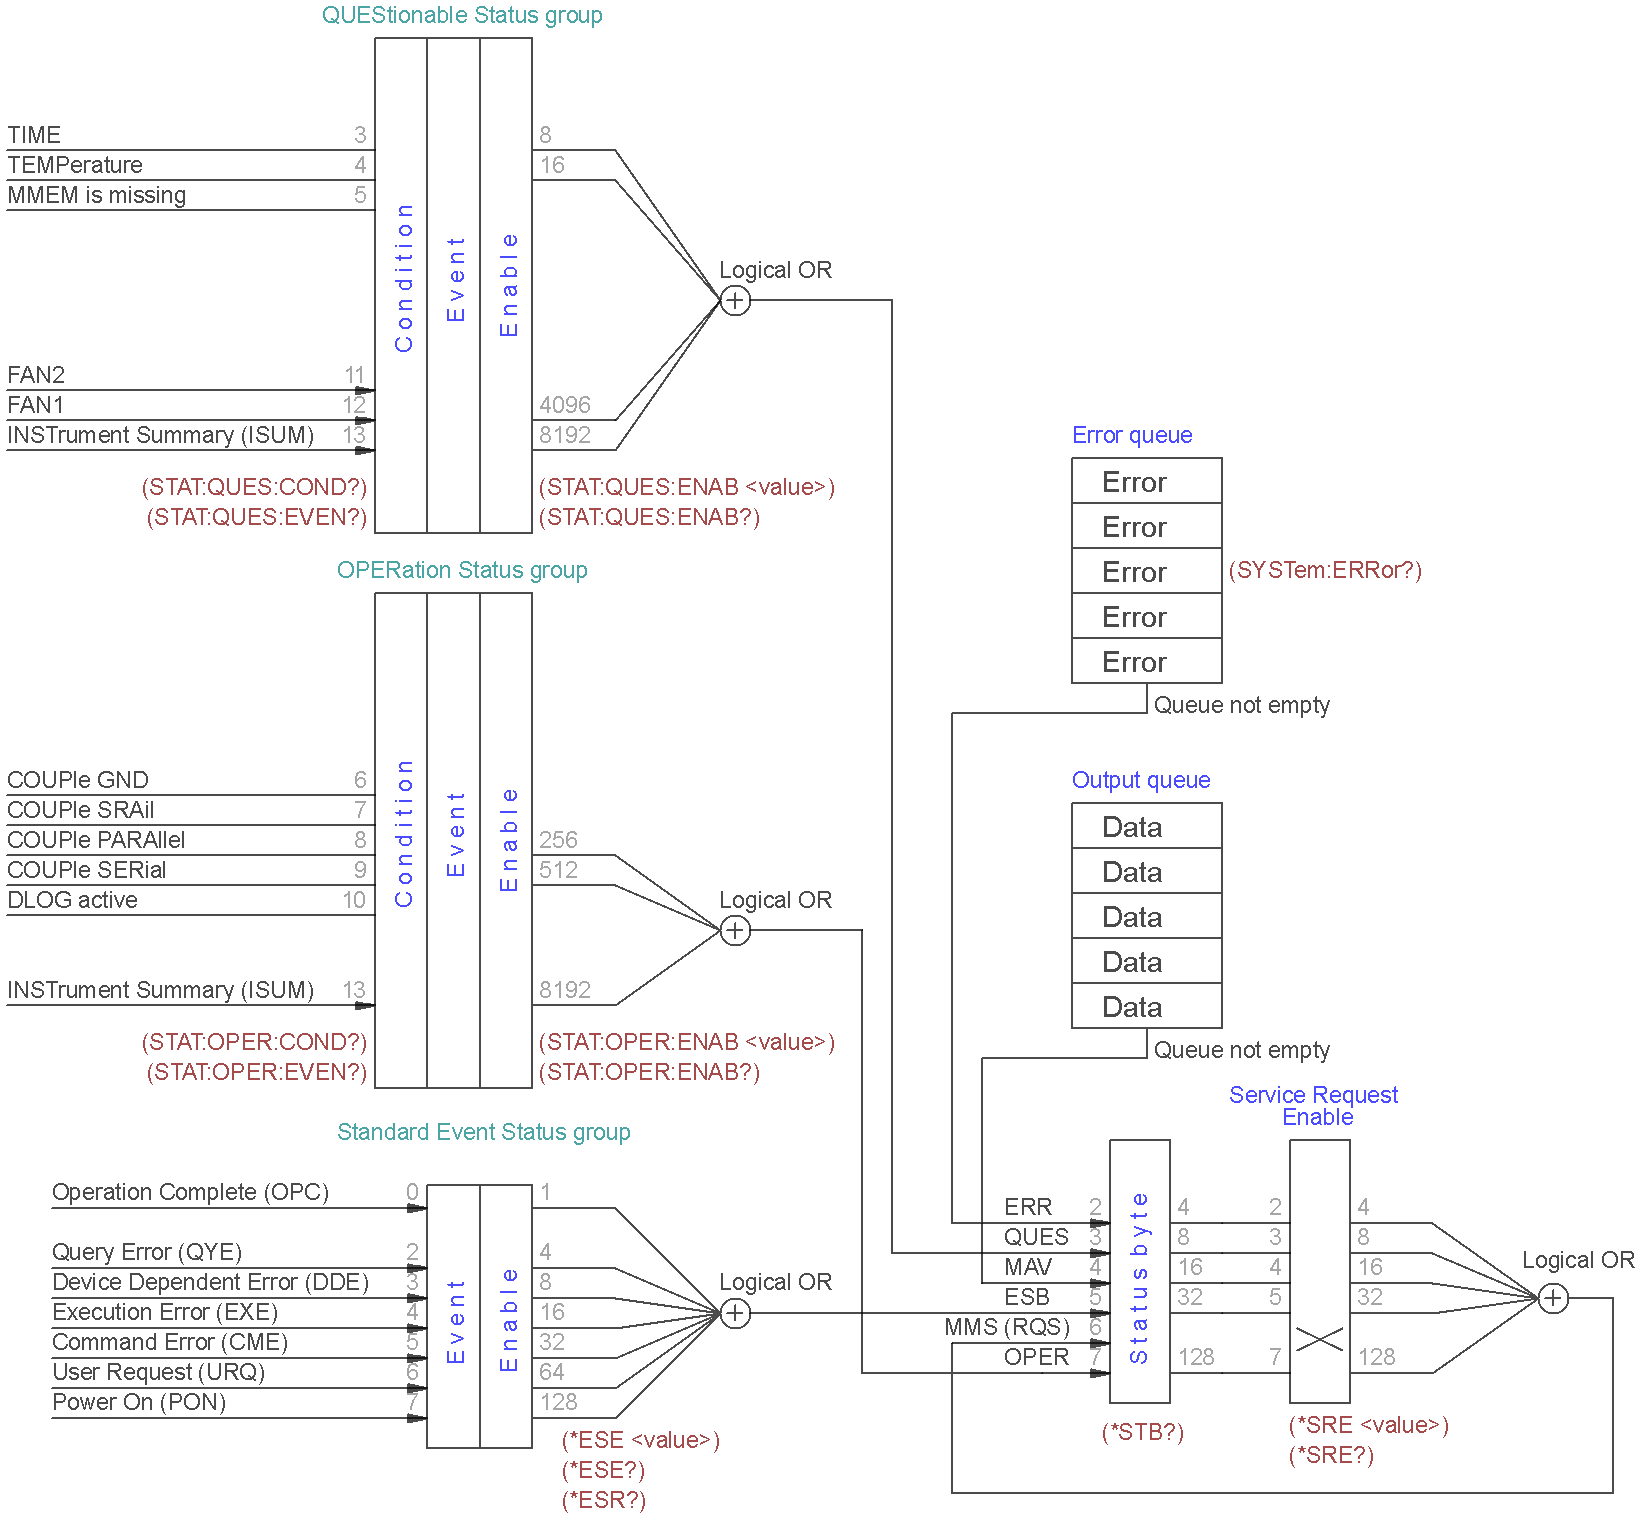 QUEStionable Status group
TIME 3 8
TEMPerature 4 16
MMEM is missing 5
Condition
Event
Enable
Logical OR
FAN2 11
FAN1 12 4096
INSTrument Summary (ISUM) 13 8192
(STAT:QUES:COND?) (STAT:QUES:ENAB <value>)
(STAT:QUES:EVEN?) (STAT:QUES:ENAB?)
OPERation Status group
COUPle GND 6
COUPle SRAil 7
COUPle PARAllel 8 256
COUPle SERial 9 512
DLOG active 10
Condition
Event
Enable
Logical OR
INSTrument Summary (ISUM) 13 8192
(STAT:OPER:COND?) (STAT:OPER:ENAB <value>)
(STAT:OPER:EVEN?) (STAT:OPER:ENAB?)
Standard Event Status group
Operation Complete (OPC) 0 1
Query Error (QYE) 2 4
Device Dependent Error (DDE) 3 8
Execution Error (EXE) 4 16
Command Error (CME) 5 32
User Request (URQ) 6 64
Power On (PON) 7 128
Event
Enable
Logical OR
(*ESE <value>)
(*ESE?)
(*ESR?)
Error queue
Error
Error
Error
Error
Error
(SYSTem:ERRor?)
Queue not empty
Output queue
Data
Data
Data
Data
Data
Queue not empty
Service Request
Enable
ERR 2 4 2 4
QUES 3 8 3 8
MAV 4 16 4 16
ESB 5 32 5 32
MMS (RQS) 6
OPER 7 128 7 128
Status byte
Logical OR
(*STB?)
(*SRE <value>)
(*SRE?)